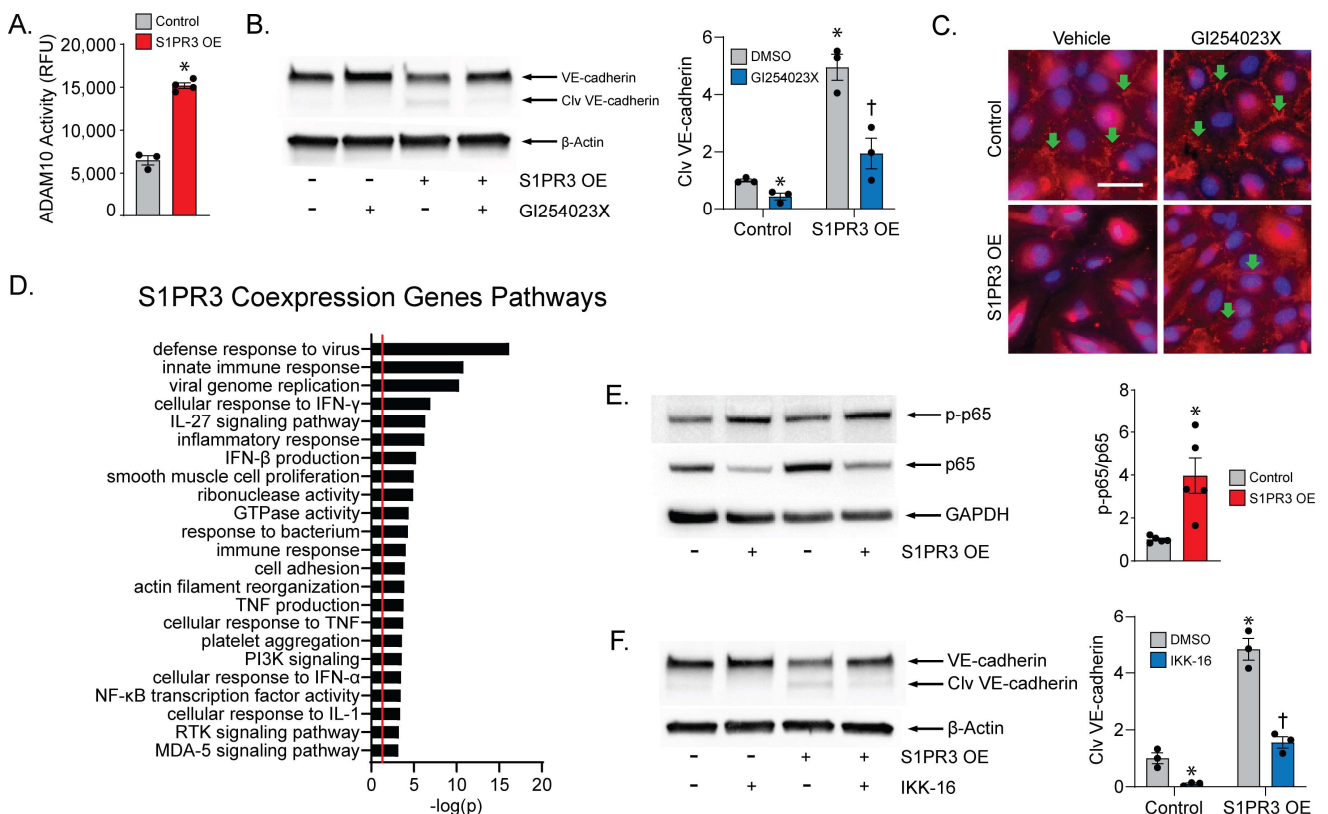 A.
Control
S1PR3 OE
ADAM10 Activity (RFU)
20,000
15,000
10,000
5,000
0
*
B.
VE-cadherin
Clv VE-cadherin
β-Actin
- - + + S1PR3 OE
- + - + GI254023X
Clv VE-cadherin
6
4
2
0
DMSO
GI254023X
*
*
†
Control S1PR3 OE
C.
Vehicle GI254023X
Control
S1PR3 OE
D.
S1PR3 Coexpression Genes Pathways
defense response to virus
innate immune response
viral genome replication
cellular response to IFN-γ
IL-27 signaling pathway
inflammatory response
IFN-β production
smooth muscle cell proliferation
ribonuclease activity
GTPase activity
response to bacterium
immune response
cell adhesion
actin filament reorganization
TNF production
cellular response to TNF
platelet aggregation
PI3K signaling
cellular response to IFN-α
NF-κB transcription factor activity
cellular response to IL-1
RTK signaling pathway
MDA-5 signaling pathway
0 5 10 15 20
-log(p)
E.
p-p65
p65
GAPDH
- + - + S1PR3 OE
p-p65/p65
8
6
4
2
0
*
Control
S1PR3 OE
F.
VE-cadherin
Clv VE-cadherin
β-Actin
- - + + S1PR3 OE
- + - + IKK-16
Clv VE-cadherin
6
4
2
0
DMSO
IKK-16
*
*
†
Control S1PR3 OE